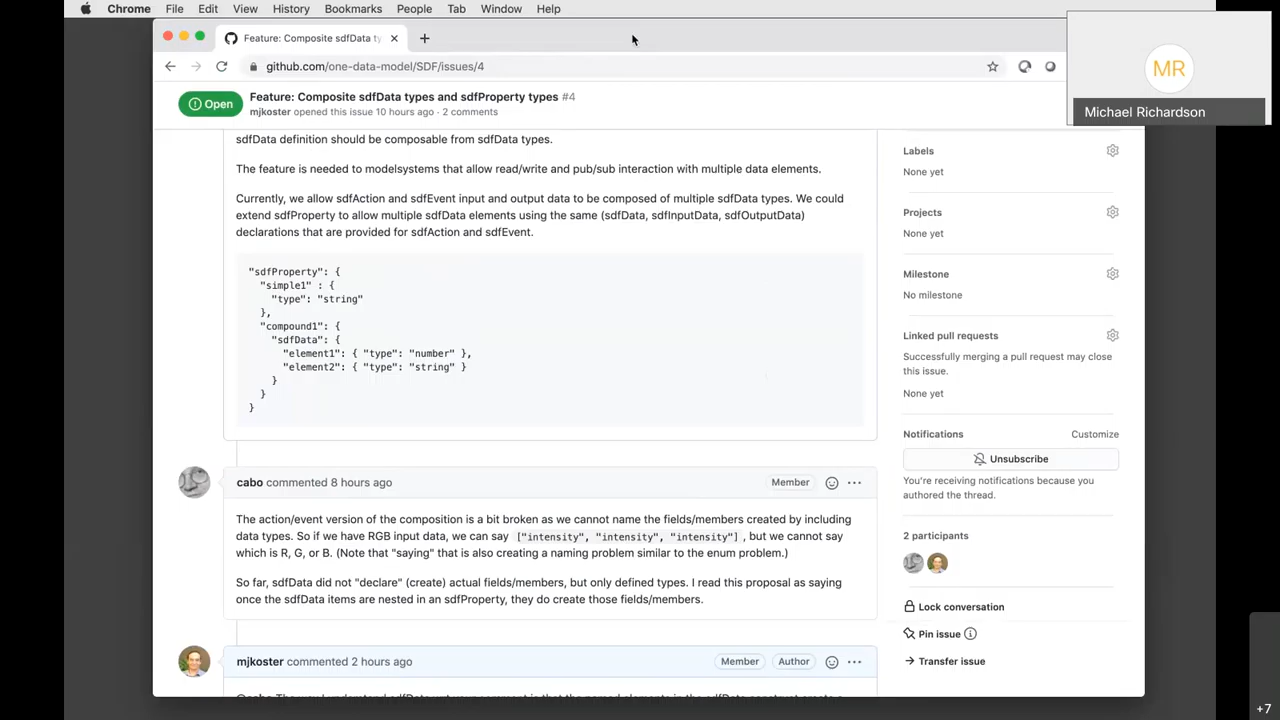 Chrome File Edit View History Bookmarks People Tab Window Help
Feature: Composite sdfData ty
github.com/one-data-model/SDF/issues/4
MR
Michael Richardson
Open
Feature: Composite sdfData types and sdfProperty types #4
mjkoster opened this issue 10 hours ago · 2 comments
sdfData definition should be composable from sdfData types.
The feature is needed to modelsystems that allow read/write and pub/sub interaction with multiple data elements.
Currently, we allow sdfAction and sdfEvent input and output data to be composed of multiple sdfData types. We could
extend sdfProperty to allow multiple sdfData elements using the same (sdfData, sdfInputData, sdfOutputData)
declarations that are provided for sdfAction and sdfEvent.
"sdfProperty": {
"simple1" : {
"type": "string"
},
"compound1": {
"sdfData": {
"element1": { "type": "number" },
"element2": { "type": "string" }
}
}
}
cabo commented 8 hours ago
Member
The action/event version of the composition is a bit broken as we cannot name the fields/members created by including
data types. So if we have RGB input data, we can say ["intensity", "intensity", "intensity"] , but we cannot say
which is R, G, or B. (Note that "saying" that is also creating a naming problem similar to the enum problem.)
So far, sdfData did not "declare" (create) actual fields/members, but only defined types. I read this proposal as saying
once the sdfData items are nested in an sdfProperty, they do create those fields/members.
mjkoster commented 2 hours ago
Member Author
Labels
None yet
Projects
None yet
Milestone
No milestone
Linked pull requests
Successfully merging a pull request may close
this issue.
None yet
Notifications
Customize
Unsubscribe
You're receiving notifications because you
authored the thread.
2 participants
Lock conversation
Pin issue
Transfer issue
+7